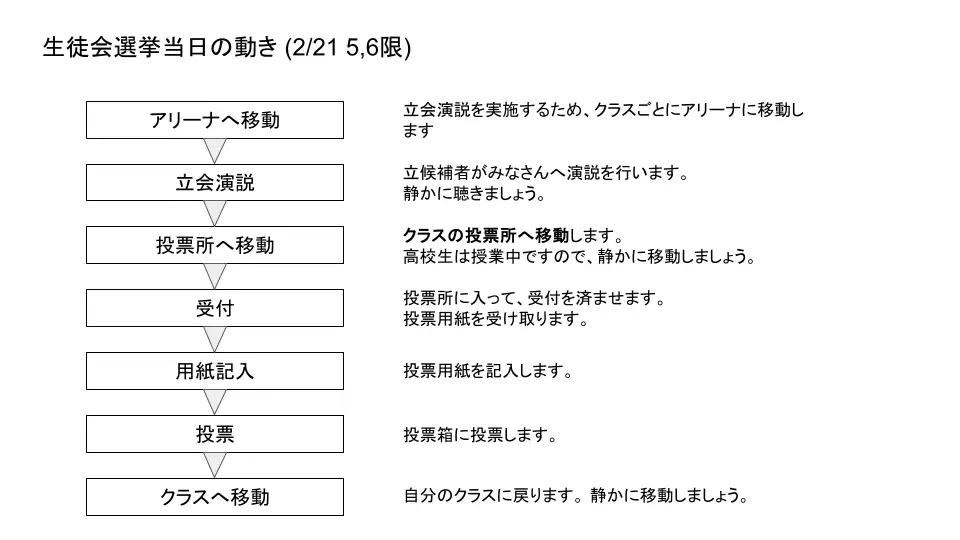 生徒会選挙当日の動き (2/21 5,6限)
アリーナへ移動
立会演説を実施するため、クラスごとにアリーナに移動し
ます
立会演説
立候補者がみなさんへ演説を行います。
静かに聴きましょう。
投票所へ移動
クラスの投票所へ移動します。
高校生は授業中ですので、静かに移動しましょう。
受付
投票所に入って、受付を済ませます。
投票用紙を受け取ります。
用紙記入
投票用紙を記入します。
投票
投票箱に投票します。
クラスへ移動
自分のクラスに戻ります。静かに移動しましょう。